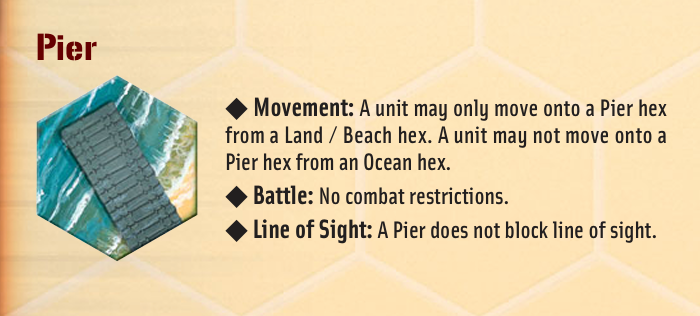 Pier
◆ Movement: A unit may only move onto a Pier hex
from a Land / Beach hex. A unit may not move onto a
Pier hex from an Ocean hex.
◆ Battle: No combat restrictions.
◆ Line of Sight: A Pier does not block line of sight.